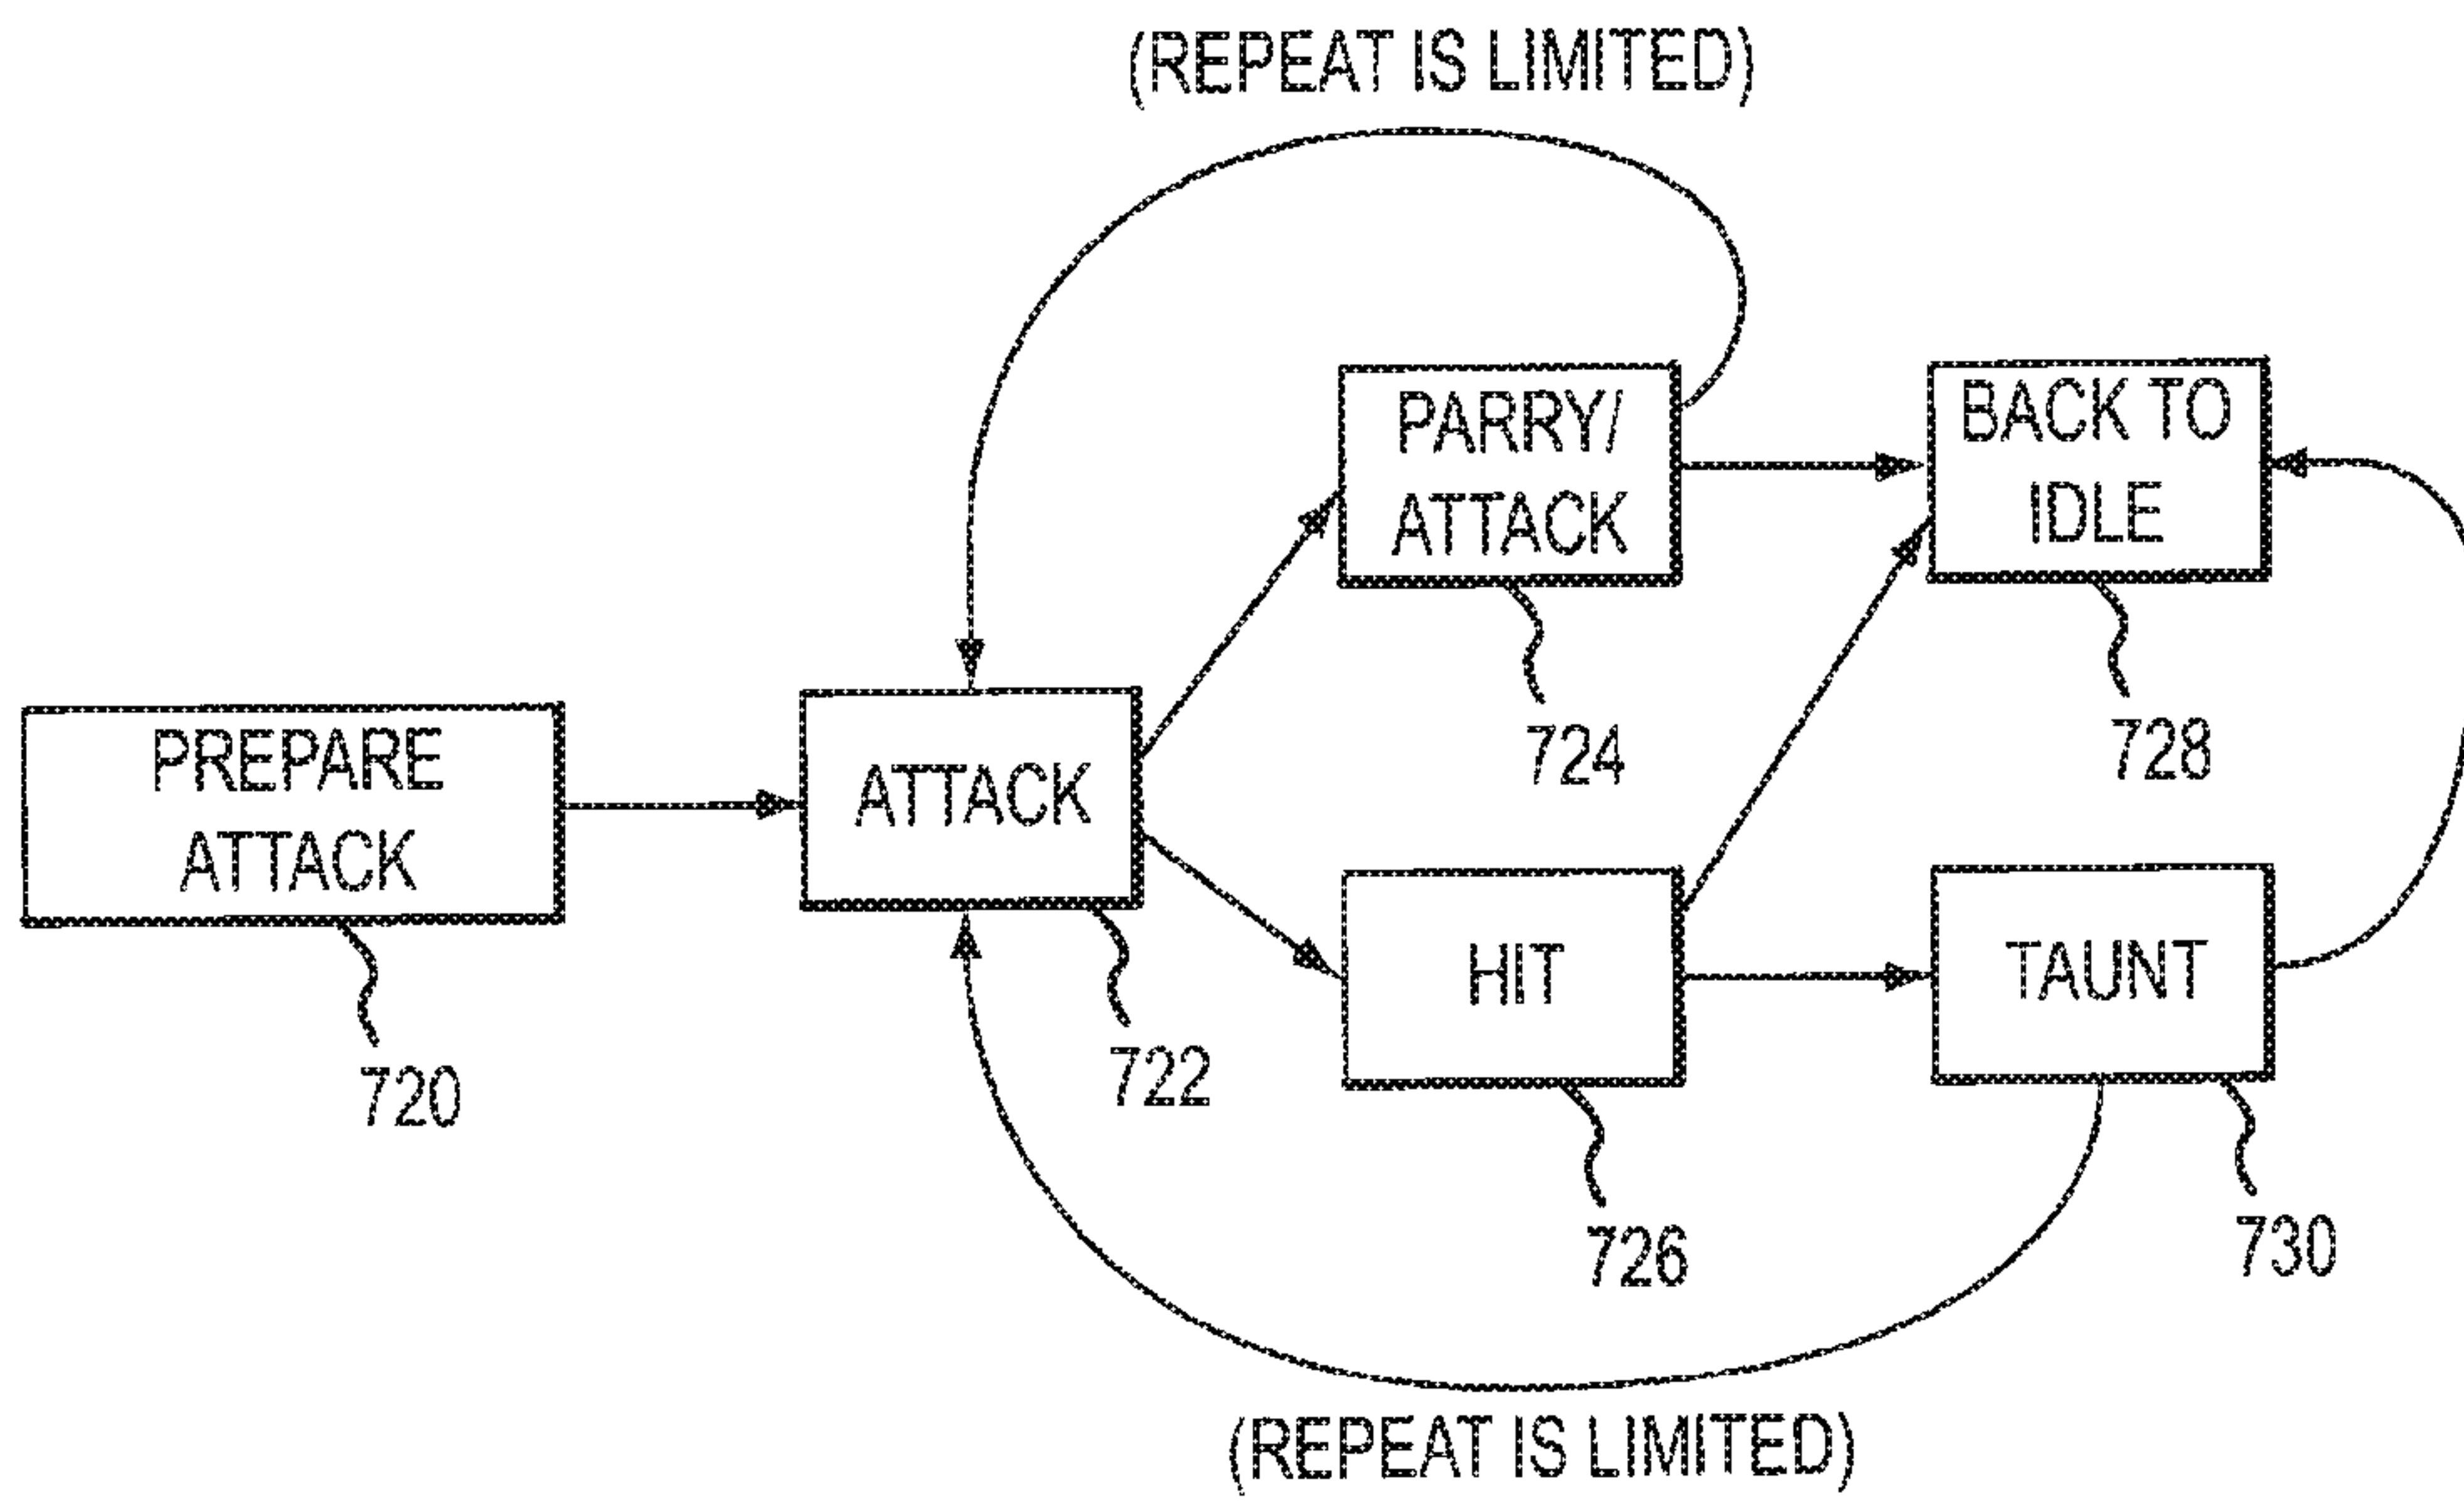 (REPEAT IS LIMITED)
PARRY/
ATTACK
BACK TO
IDLE
724
728
PREPARE
ATTACK
ATTACK
HIT
TAUNT
720
722
726
730
(REPEAT IS LIMITED)